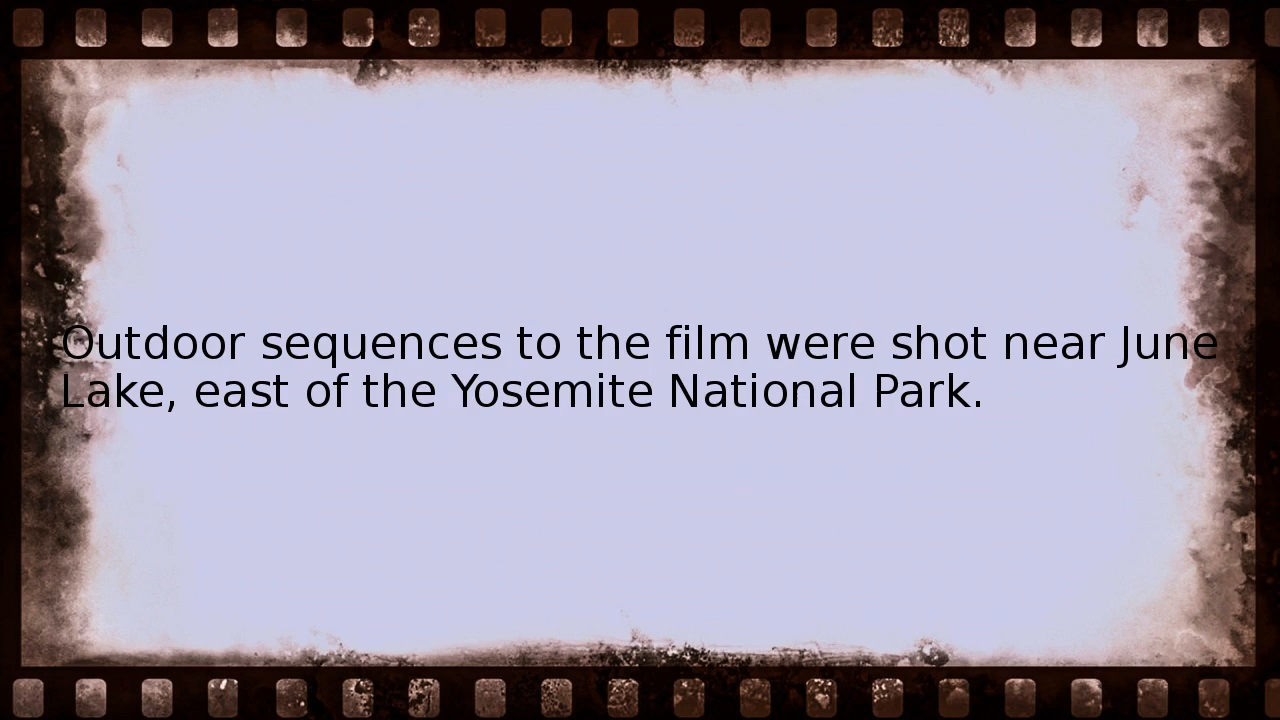 Outdoor sequences to the film were shot near June
Lake, east of the Yosemite National Park.